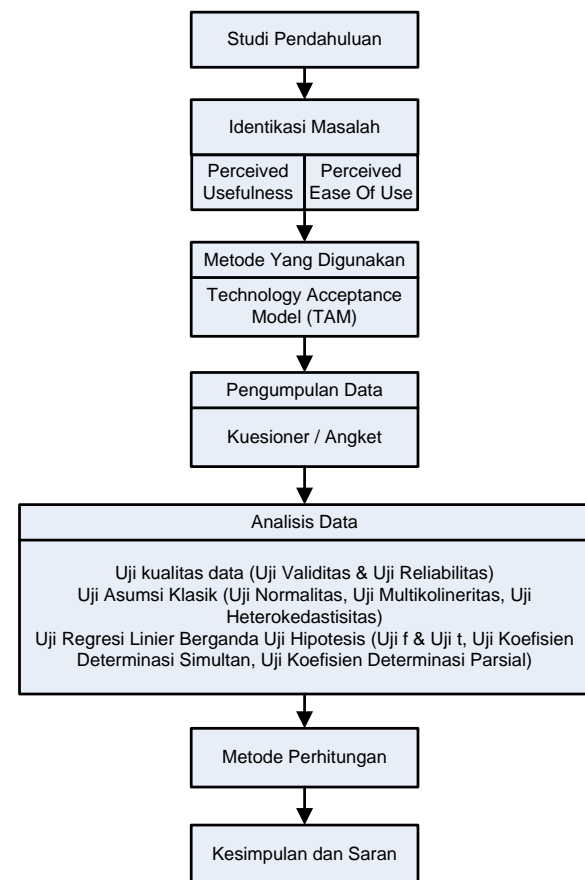 Studi Pendahuluan
Identikasi Masalah
Perceived
Usefulness
Perceived
Ease Of Use
Metode Yang Digunakan
Technology Acceptance
Model (TAM)
Pengumpulan Data
Kuesioner / Angket
Analisis Data
Uji kualitas data (Uji Validitas & Uji Reliabilitas)
Uji Asumsi Klasik (Uji Normalitas, Uji Multikolineritas, Uji
Heterokedastisitas)
Uji Regresi Linier Berganda Uji Hipotesis (Uji f & Uji t, Uji Koefisien
Determinasi Simultan, Uji Koefisien Determinasi Parsial)
Metode Perhitungan
Kesimpulan dan Saran